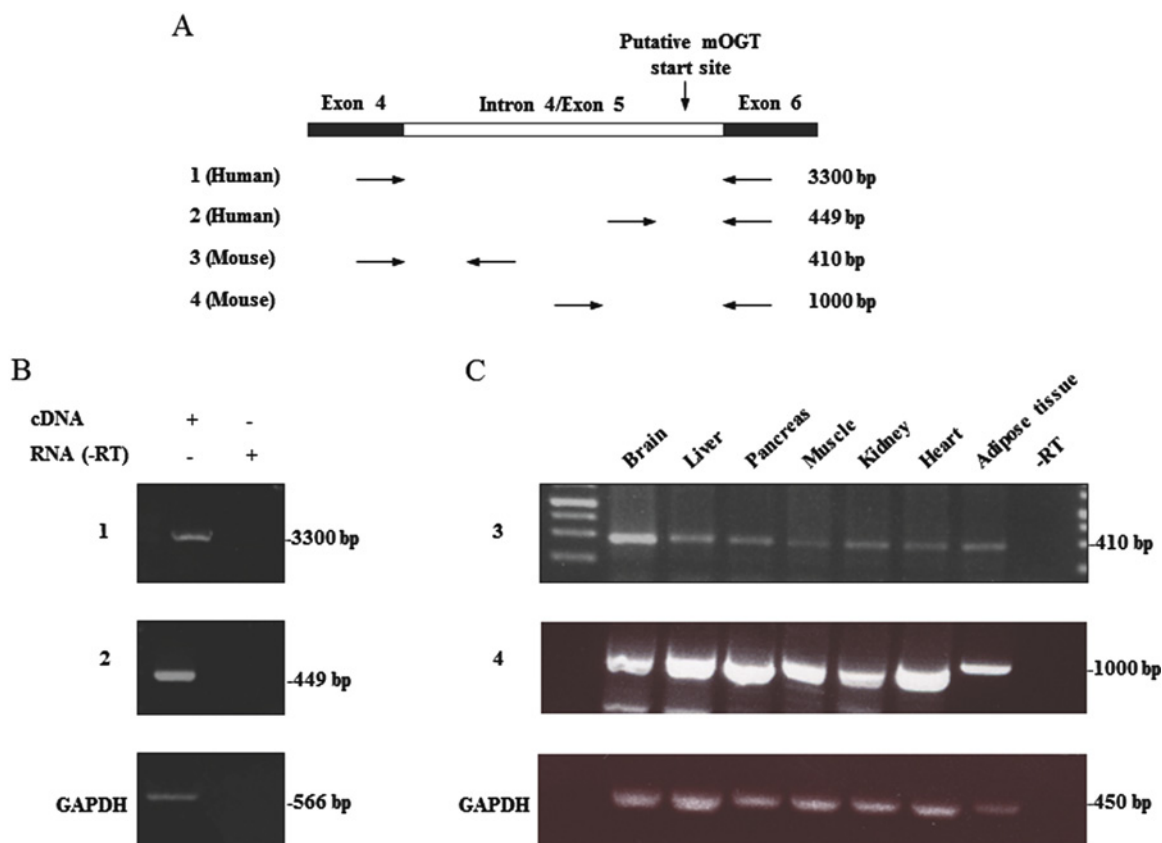 A
Putative mOGT
start site
Exon 4 Intron 4/Exon 5 Exon 6
1 (Human) 3300 bp
2 (Human) 449 bp
3 (Mouse) 410 bp
4 (Mouse) 1000 bp
B
cDNA + -
RNA (-RT) - +
1 -3300 bp
2 -449 bp
GAPDH -566 bp
C
Brain Liver Pancreas Muscle Kidney Heart Adipose tissue -RT
3 -410 bp
4 -1000 bp
GAPDH -450 bp